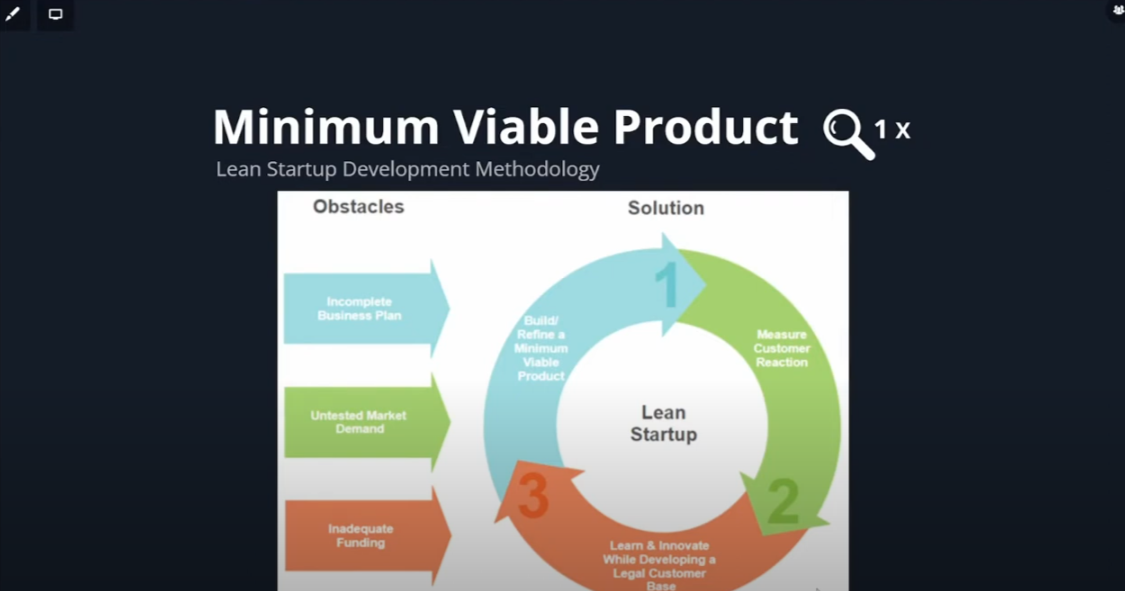 Minimum Viable Product
1 x
Lean Startup Development Methodology
Obstacles
Solution
Incomplete
Business Plan
Untested Market
Demand
Inadequate
Funding
1
Build/
Refine a
Minimum
Viable
Product
Measure
Customer
Reaction
Lean
Startup
2
3
Learn & Innovate
While Developing a
Legal Customer
Base